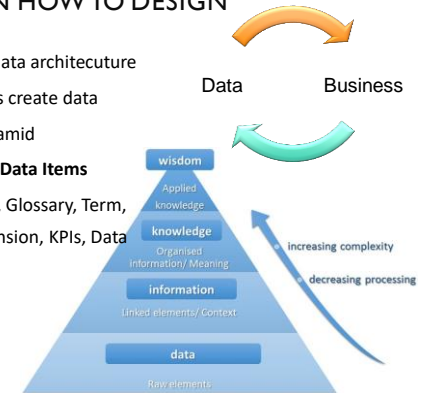 N HOW TO DESIGN
ata architecuture
s create data
amid
Data Items
Glossary, Term,
nsion, KPIs, Data
Data
Business
wisdom
Applied
knowledge
knowledge
Organised
information/ Meaning
information
Linked elements/ Context
data
Raw elements
increasing complexity
decreasing processing